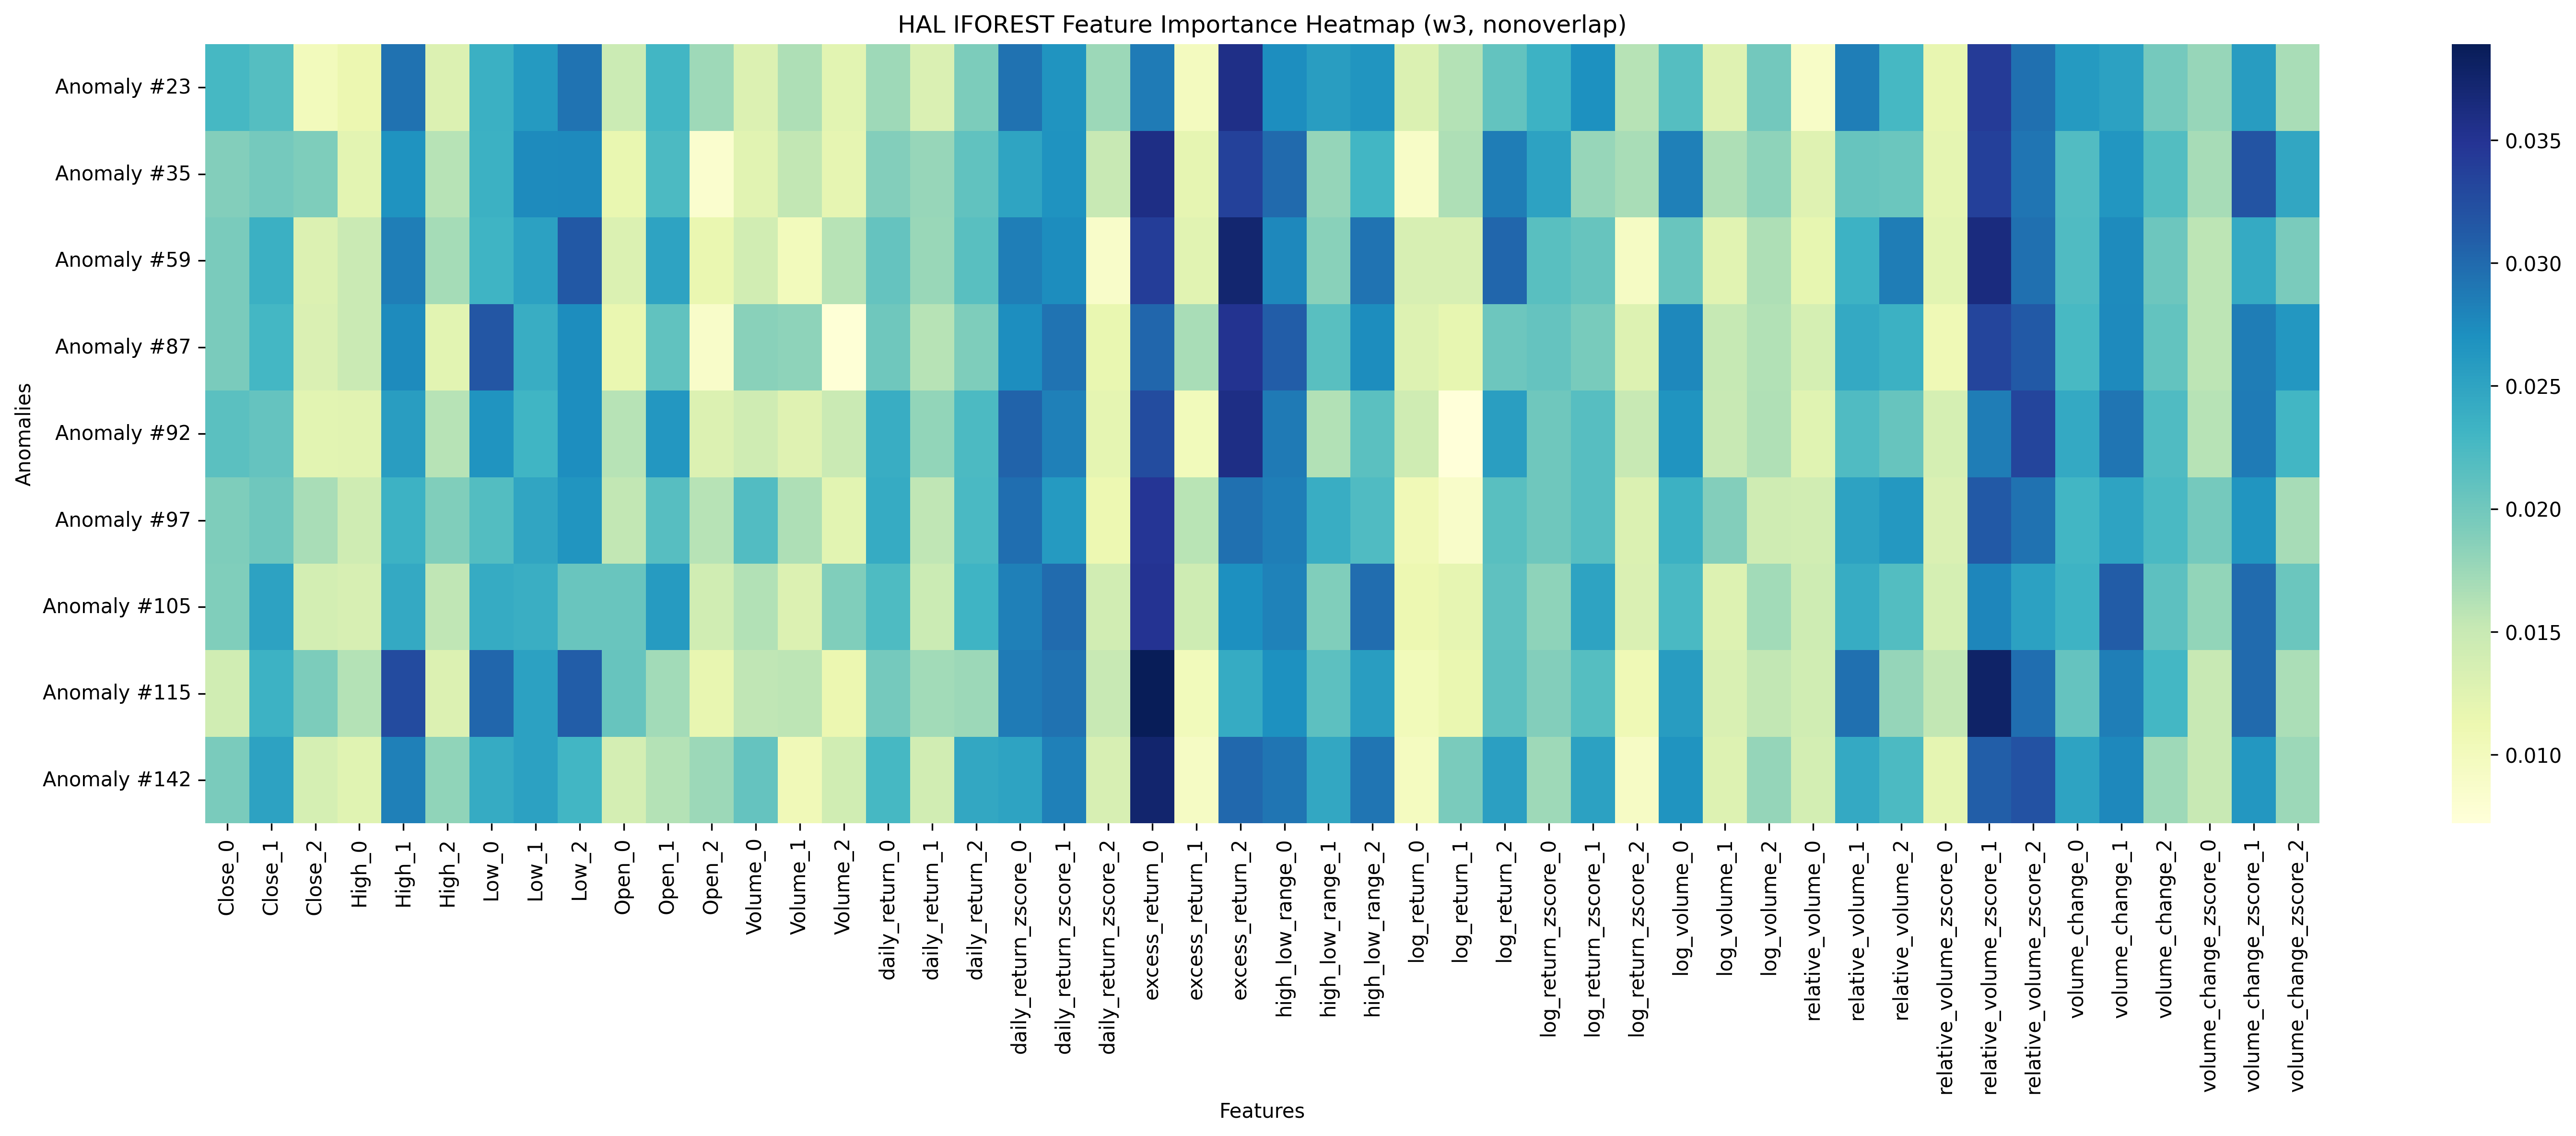 HAL IFOREST Feature Importance Heatmap (w3, nonoverlap)
Anomalies
Anomaly #23
Anomaly #35
Anomaly #59
Anomaly #87
Anomaly #92
Anomaly #97
Anomaly #105
Anomaly #115
Anomaly #142
0.035
0.030
0.025
0.020
0.015
0.010
Close_0
Close_1
Close_2
High_0
High_1
High_2
Low_0
Low_1
Low_2
Open_0
Open_1
Open_2
Volume_0
Volume_1
Volume_2
daily_return_0
daily_return_1
daily_return_2
daily_return_zscore_0
daily_return_zscore_1
daily_return_zscore_2
excess_return_0
excess_return_1
excess_return_2
high_low_range_0
high_low_range_1
high_low_range_2
log_return_0
log_return_1
log_return_2
log_return_zscore_0
log_return_zscore_1
log_return_zscore_2
log_volume_0
log_volume_1
log_volume_2
relative_volume_0
relative_volume_1
relative_volume_2
relative_volume_zscore_0
relative_volume_zscore_1
relative_volume_zscore_2
volume_change_0
volume_change_1
volume_change_2
volume_change_zscore_0
volume_change_zscore_1
volume_change_zscore_2
Features